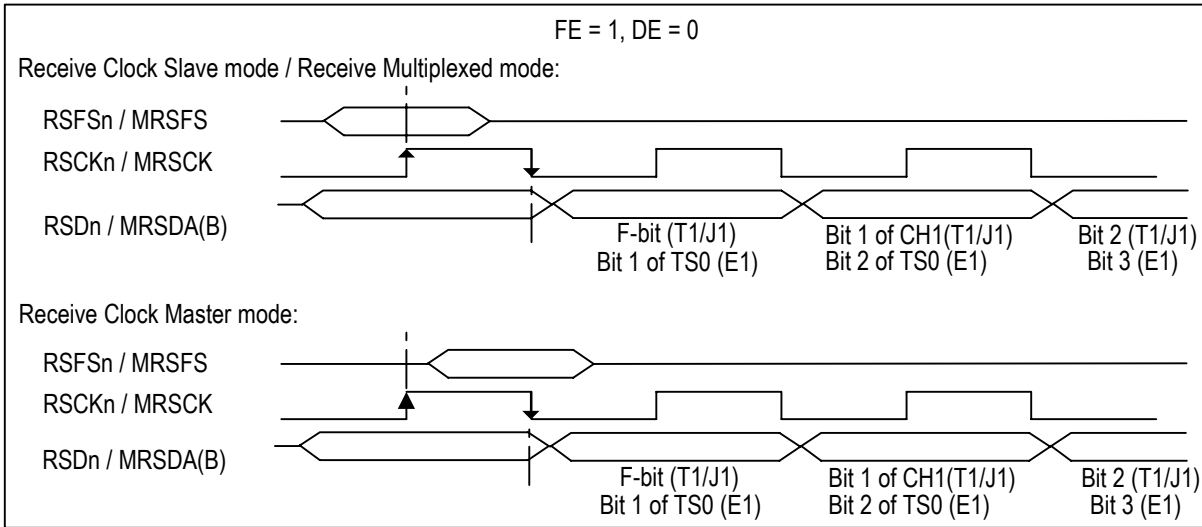 FE = 1, DE = 0
Receive Clock Slave mode / Receive Multiplexed mode:
RSFSn / MRSFS
RSCKn / MRSCK
RSDn / MRSDA(B)
F-bit (T1/J1)
Bit 1 of TS0 (E1)
Bit 1 of CH1(T1/J1)
Bit 2 of TS0 (E1)
Bit 2 (T1/J1)
Bit 3 (E1)
Receive Clock Master mode:
RSFSn / MRSFS
RSCKn / MRSCK
RSDn / MRSDA(B)
F-bit (T1/J1)
Bit 1 of TS0 (E1)
Bit 1 of CH1(T1/J1)
Bit 2 of TS0 (E1)
Bit 2 (T1/J1)
Bit 3 (E1)